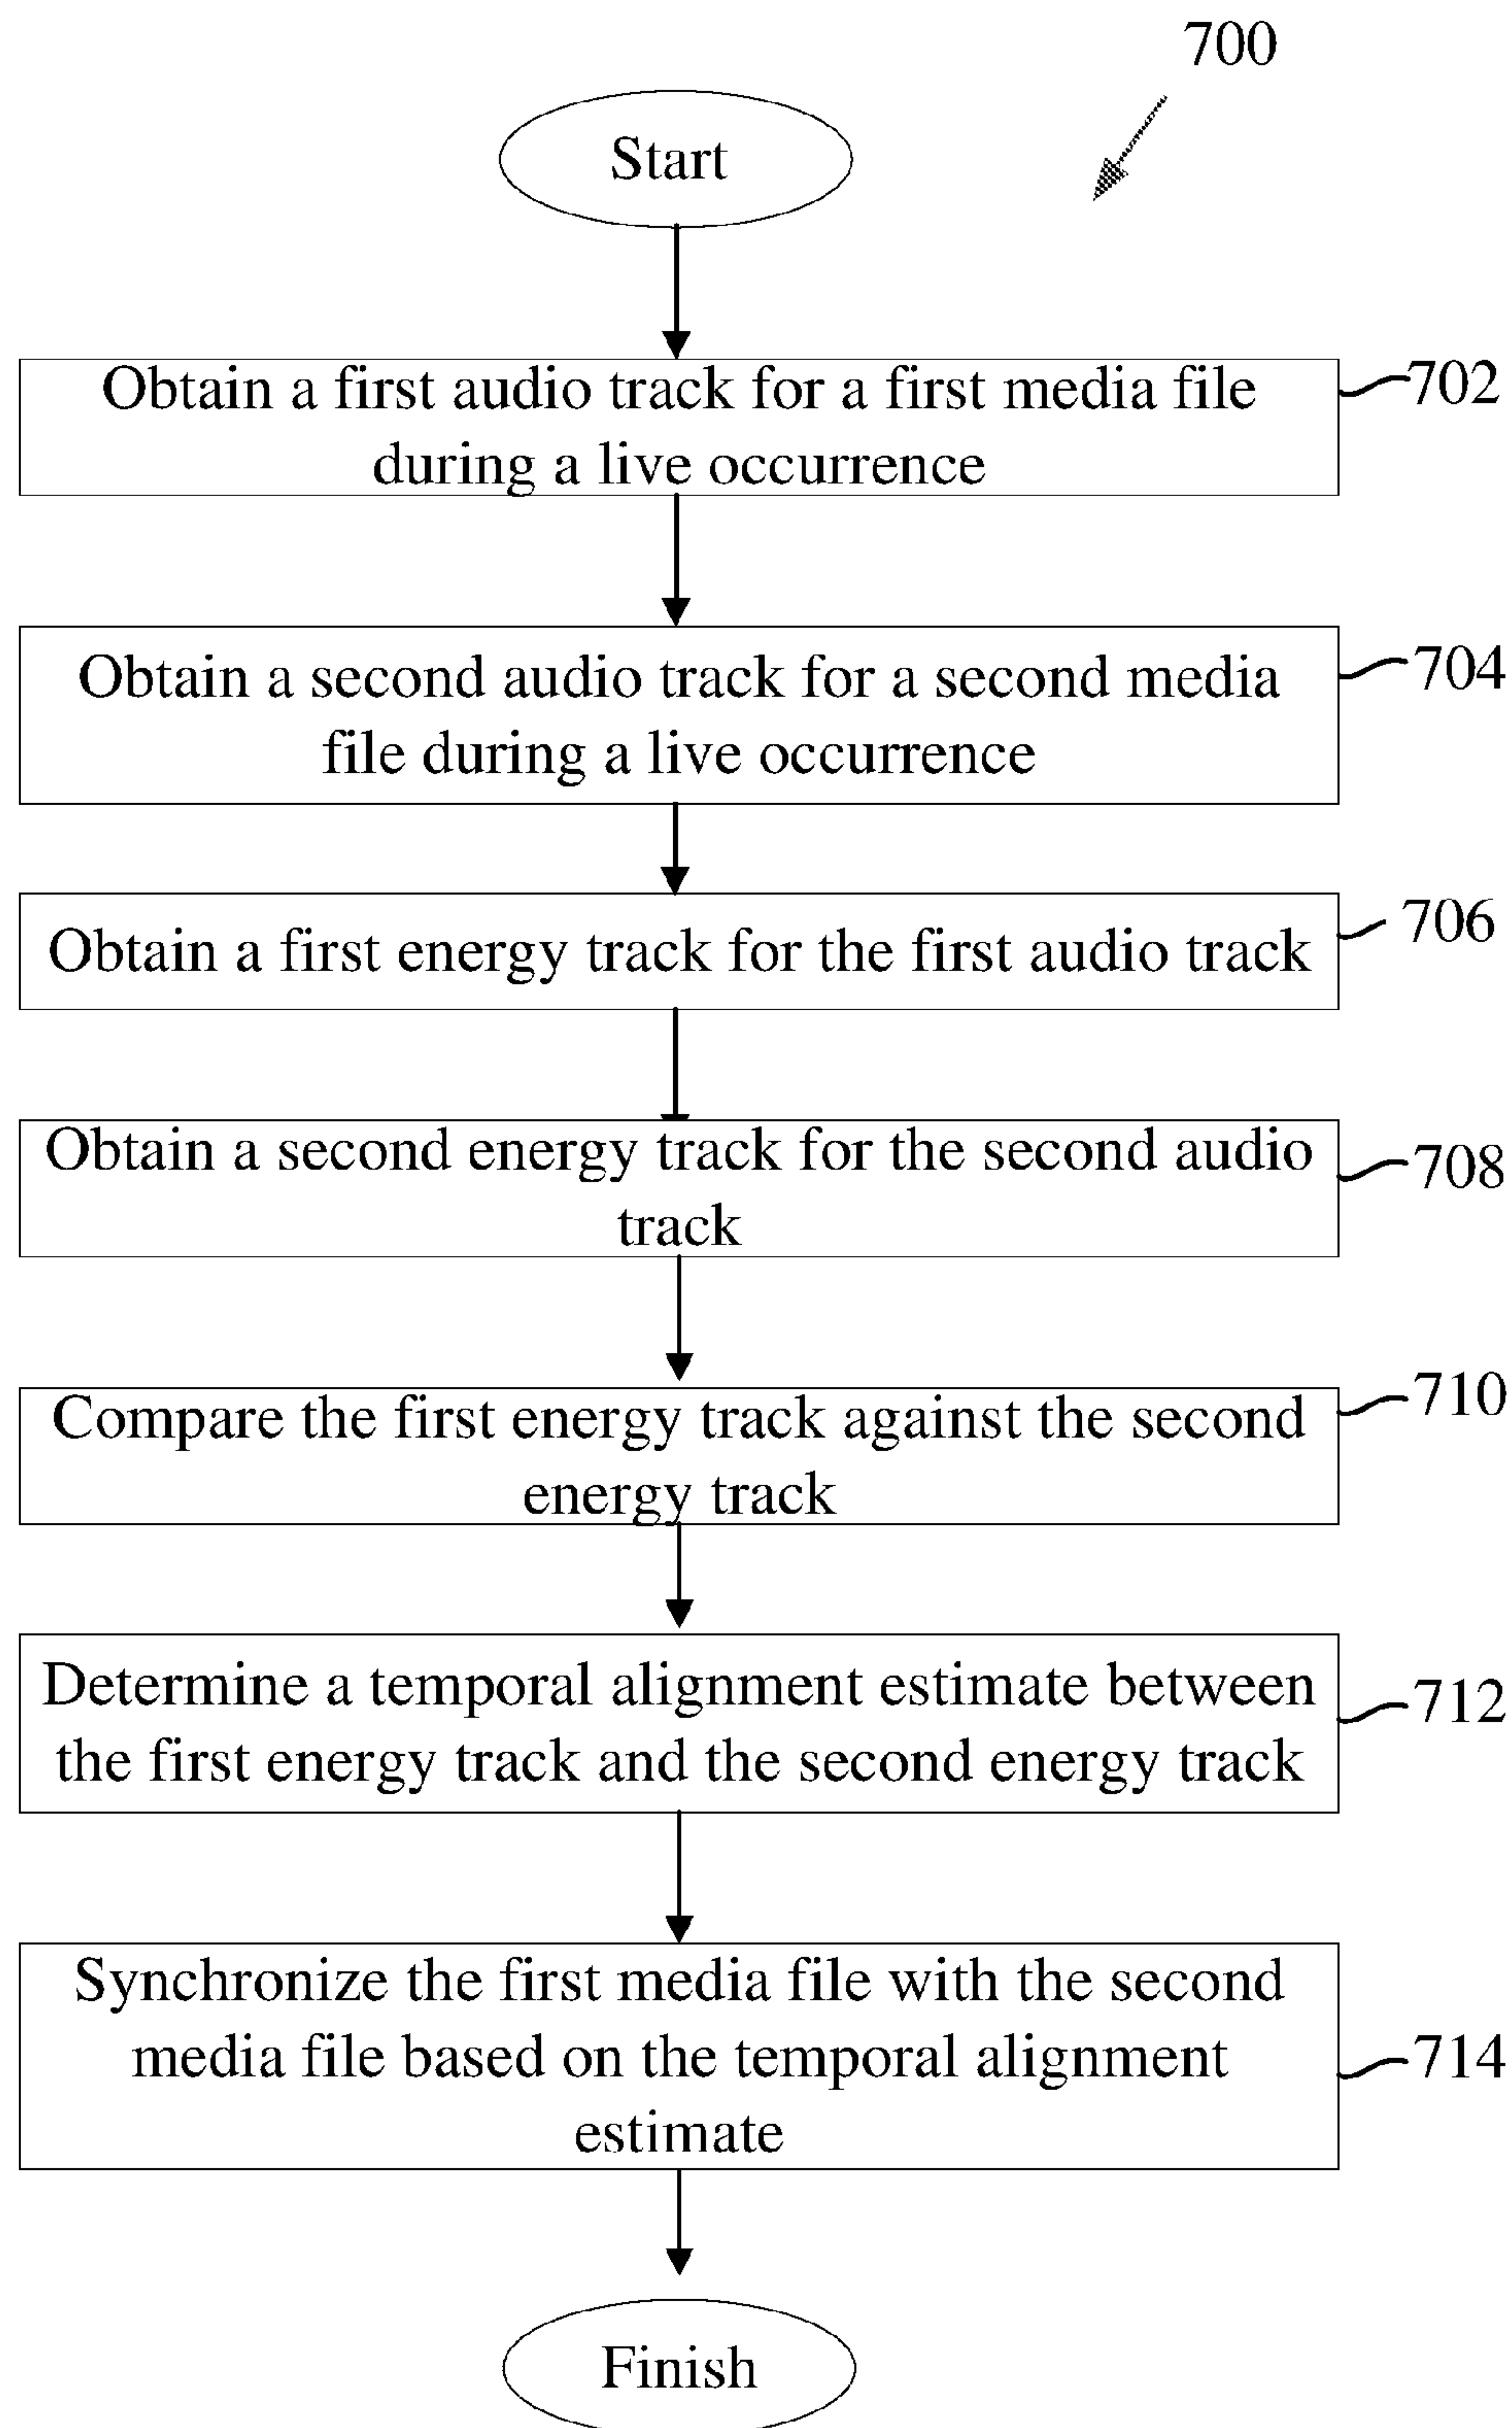 700
Start
Obtain a first audio track for a first media file
during a live occurrence
702
Obtain a second audio track for a second media
file during a live occurrence
704
Obtain a first energy track for the first audio track
706
Obtain a second energy track for the second audio
track
708
Compare the first energy track against the second
energy track
710
Determine a temporal alignment estimate between
the first energy track and the second energy track
712
Synchronize the first media file with the second
media file based on the temporal alignment
estimate
714
Finish